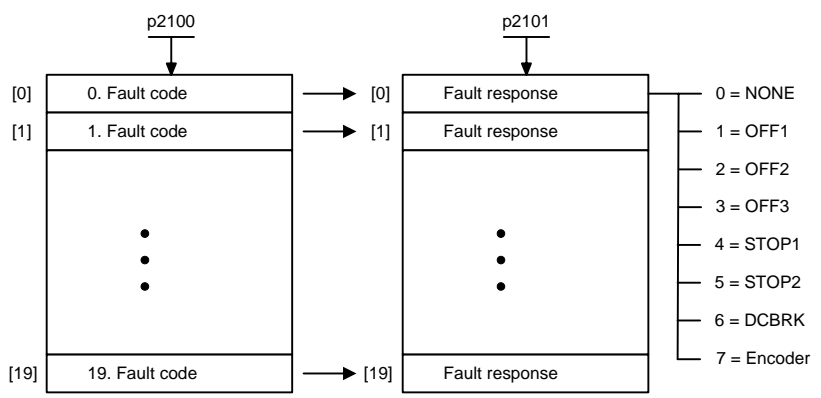 p2100 p2101
[0] 0. Fault code [0] Fault response 0 = NONE
[1] 1. Fault code [1] Fault response 1 = OFF1
2 = OFF2
3 = OFF3
4 = STOP1
5 = STOP2
6 = DCBRK
7 = Encoder
[19] 19. Fault code [19] Fault response